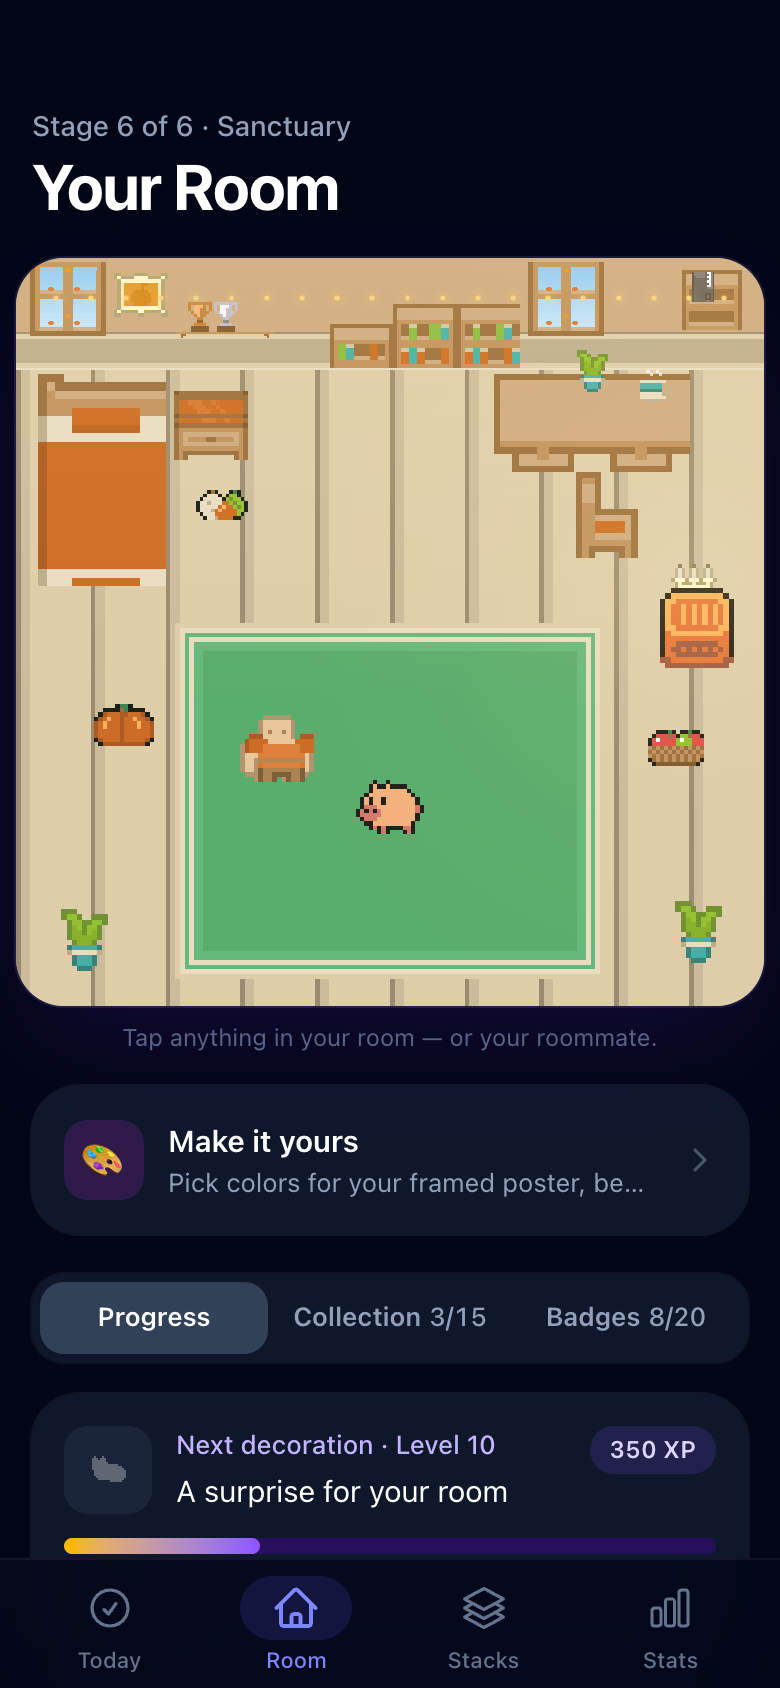 Stage 6 of 6 · Sanctuary
Your Room
Tap anything in your room — or your roommate.
Make it yours
Pick colors for your framed poster, be...
Progress
Collection 3/15
Badges 8/20
Next decoration · Level 10
350 XP
A surprise for your room
Today
Room
Stacks
Stats